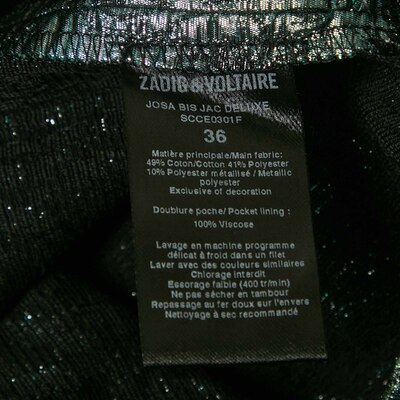 ZADIG & VOLTAIRE
JOSA BIS JAC DELUXE
SCCE0301F
36
Matière principale/Main fabric:
49% Coton/Cotton 41% Polyester
10% Polyester métallisé / Metallic
polyester
Exclusive of decoration
Doublure poche/ Pocket lining :
100% Viscose
Lavage en machine programme
délicat à froid dans un filet
Laver avec des couleurs similaires
Chlorage interdit
Essorage faible (400 tr/min)
Ne pas sécher en tambour
Repassage au fer doux sur l'envers
Nettoyage à sec recommandé